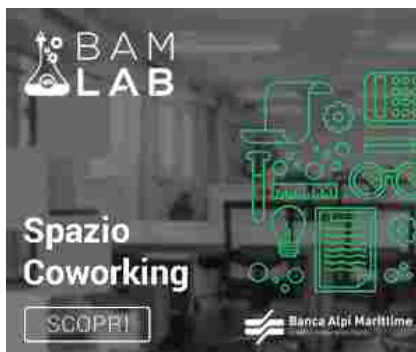 BAM
LAB
Spazio
Coworking
SCOPRI
Banca Alpi Marittime